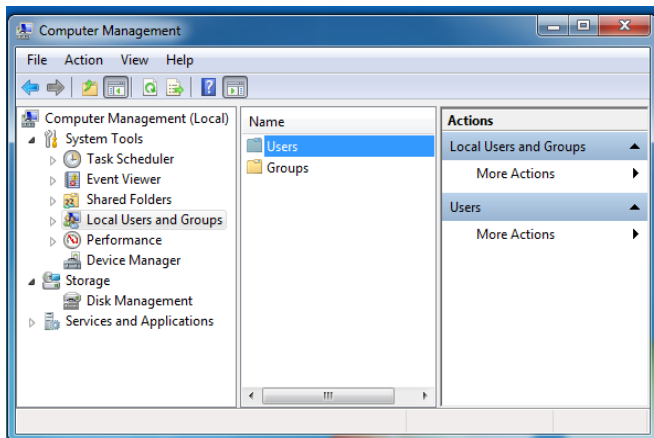 Computer Management
File Action View Help
Computer Management (Local)
System Tools
Task Scheduler
Event Viewer
Shared Folders
Local Users and Groups
Performance
Device Manager
Storage
Disk Management
Services and Applications
Name
Users
Groups
Actions
Local Users and Groups
More Actions
Users
More Actions